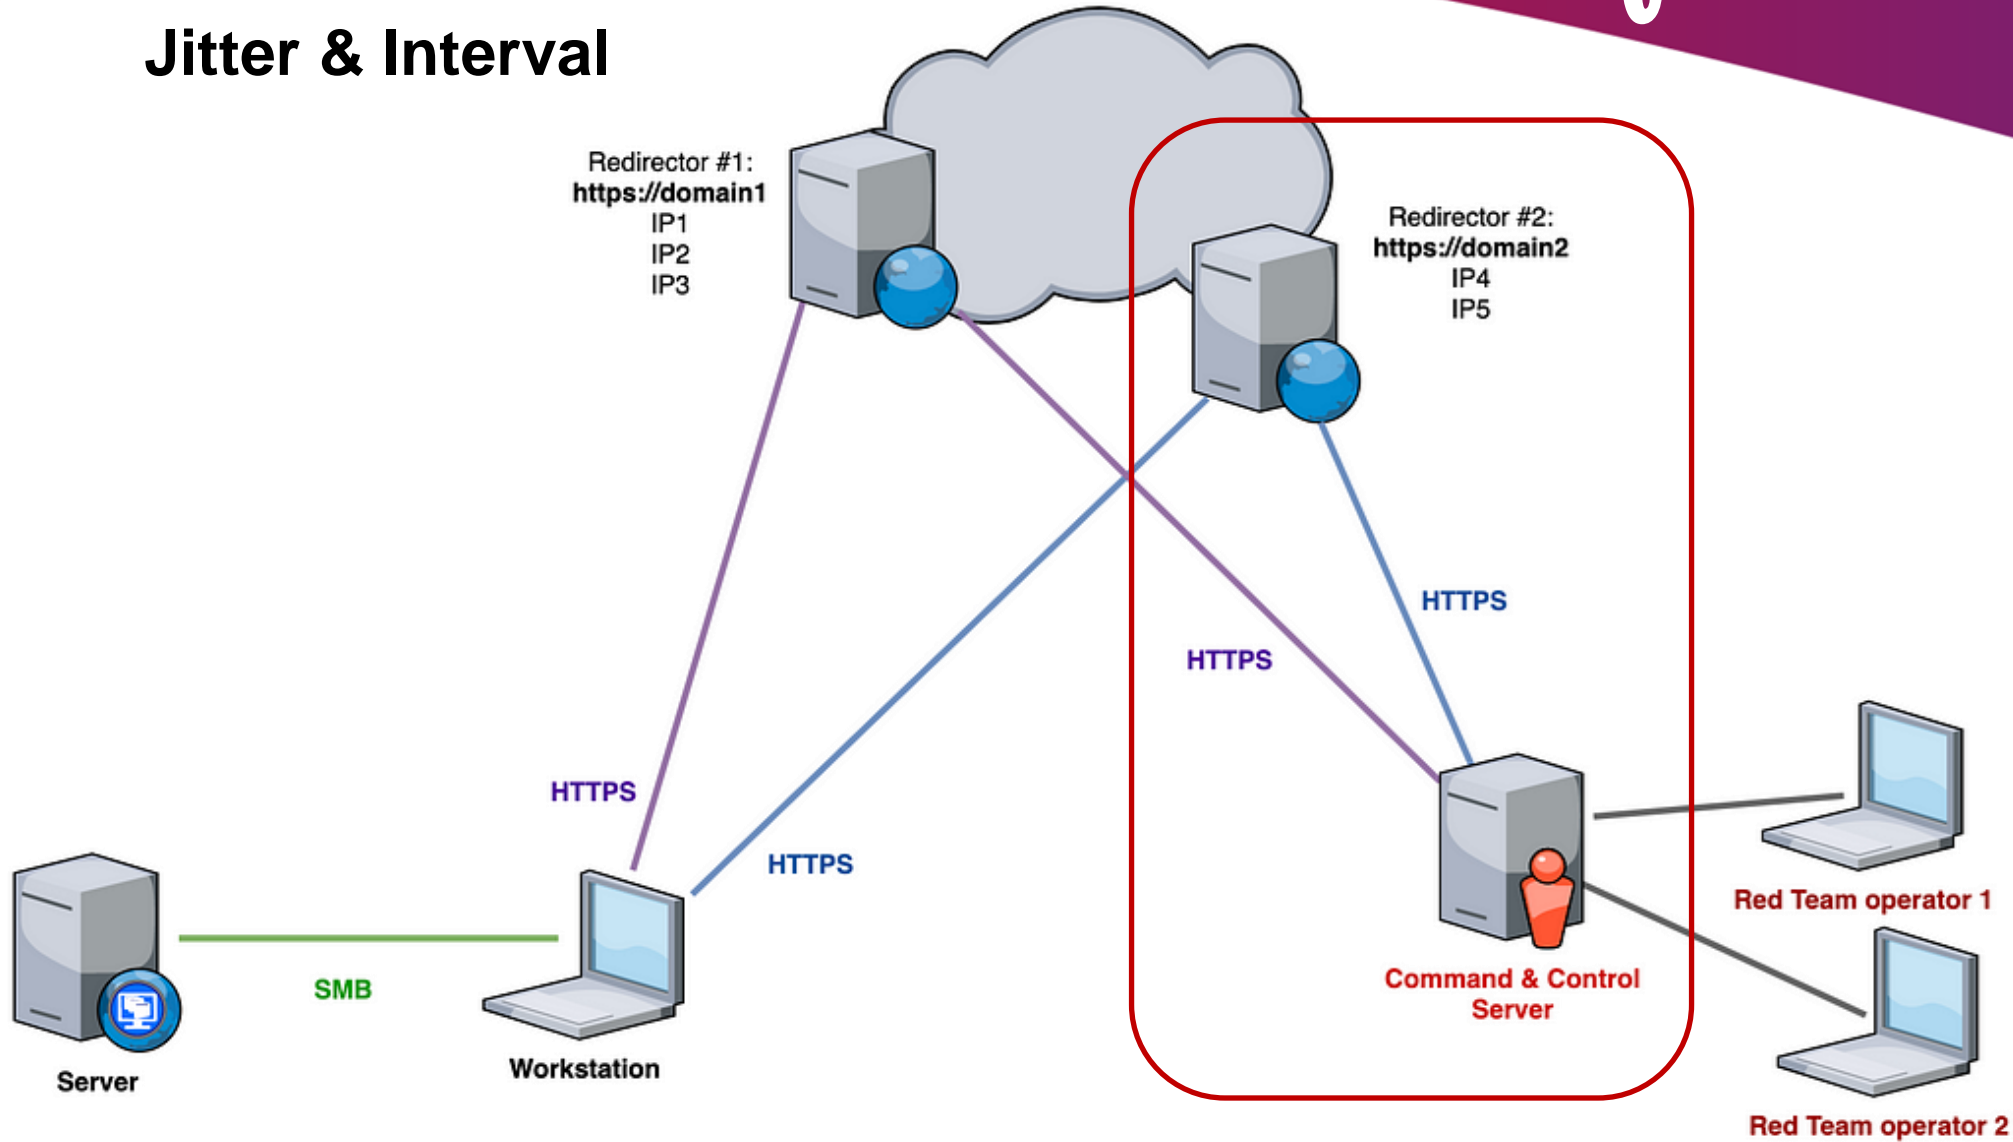 Jitter & Interval
Redirector #1:
https://domain1
IP1
IP2
IP3
Redirector #2:
https://domain2
IP4
IP5
HTTPS
HTTPS
HTTPS
HTTPS
SMB
Server
Workstation
Command & Control
Server
Red Team operator 1
Red Team operator 2